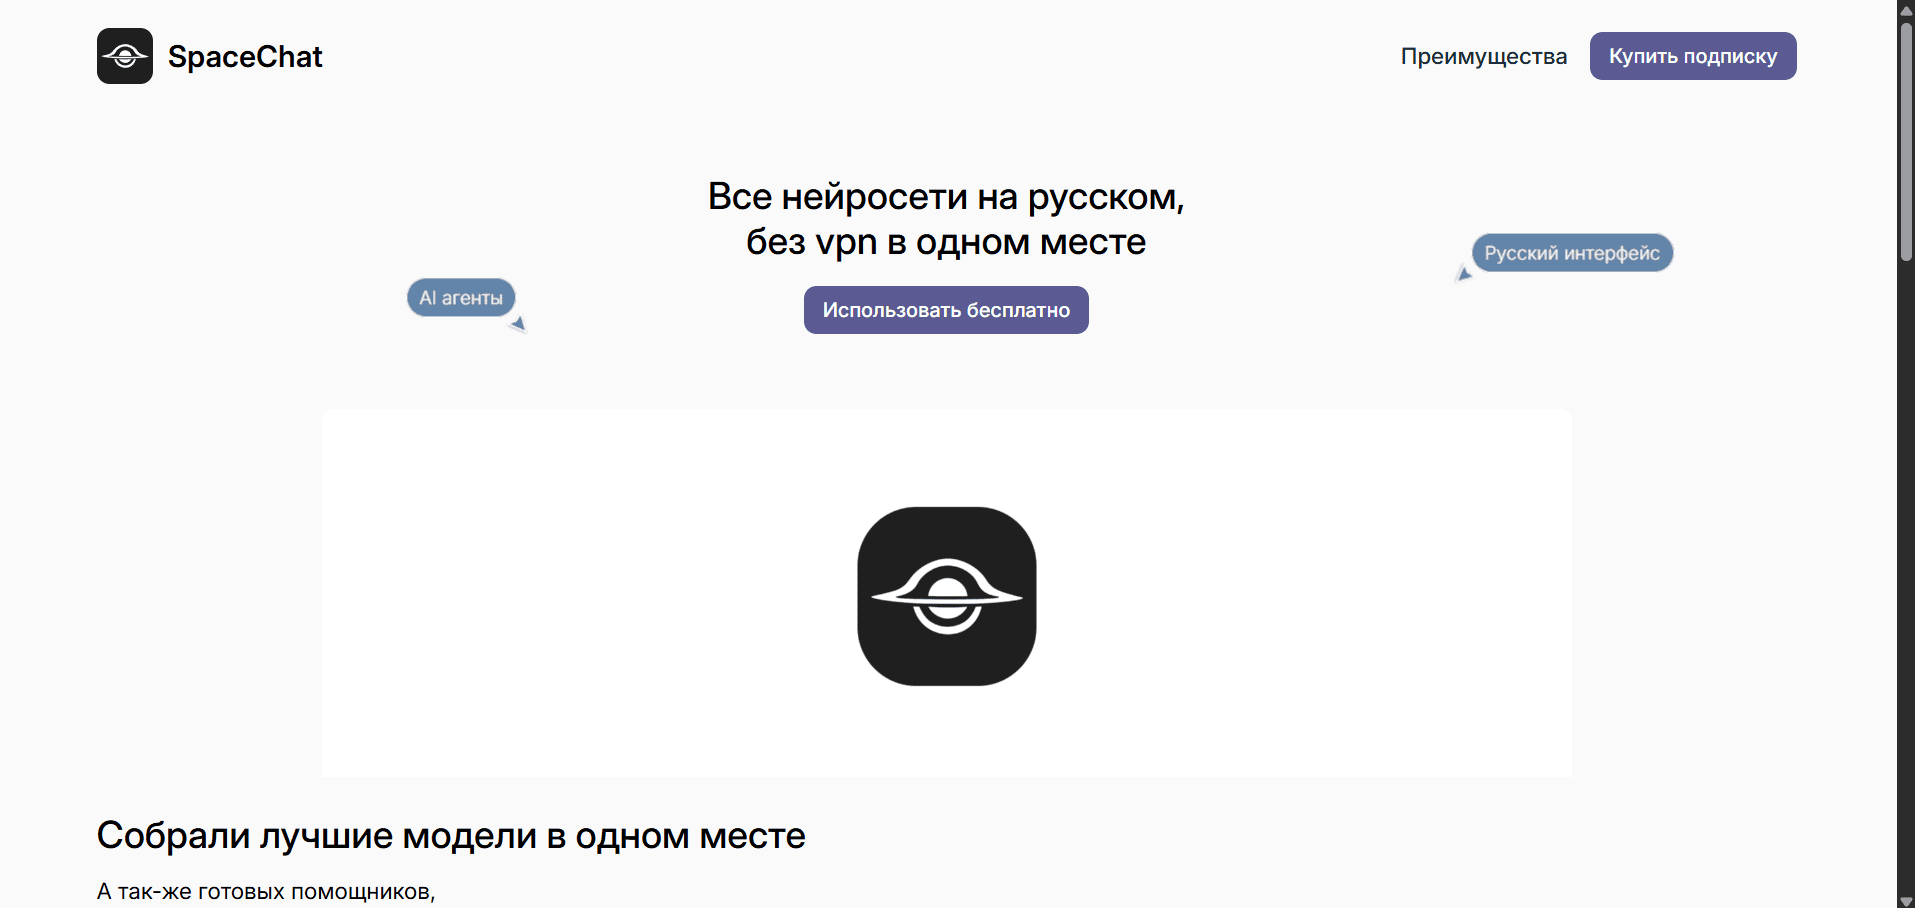 SpaceChat
Преимущества
Купить подписку
Все нейросети на русском,
без vpn в одном месте
Русский интерфейс
AI агенты
Использовать бесплатно
Собрали лучшие модели в одном месте
А так-же готовых помощников,